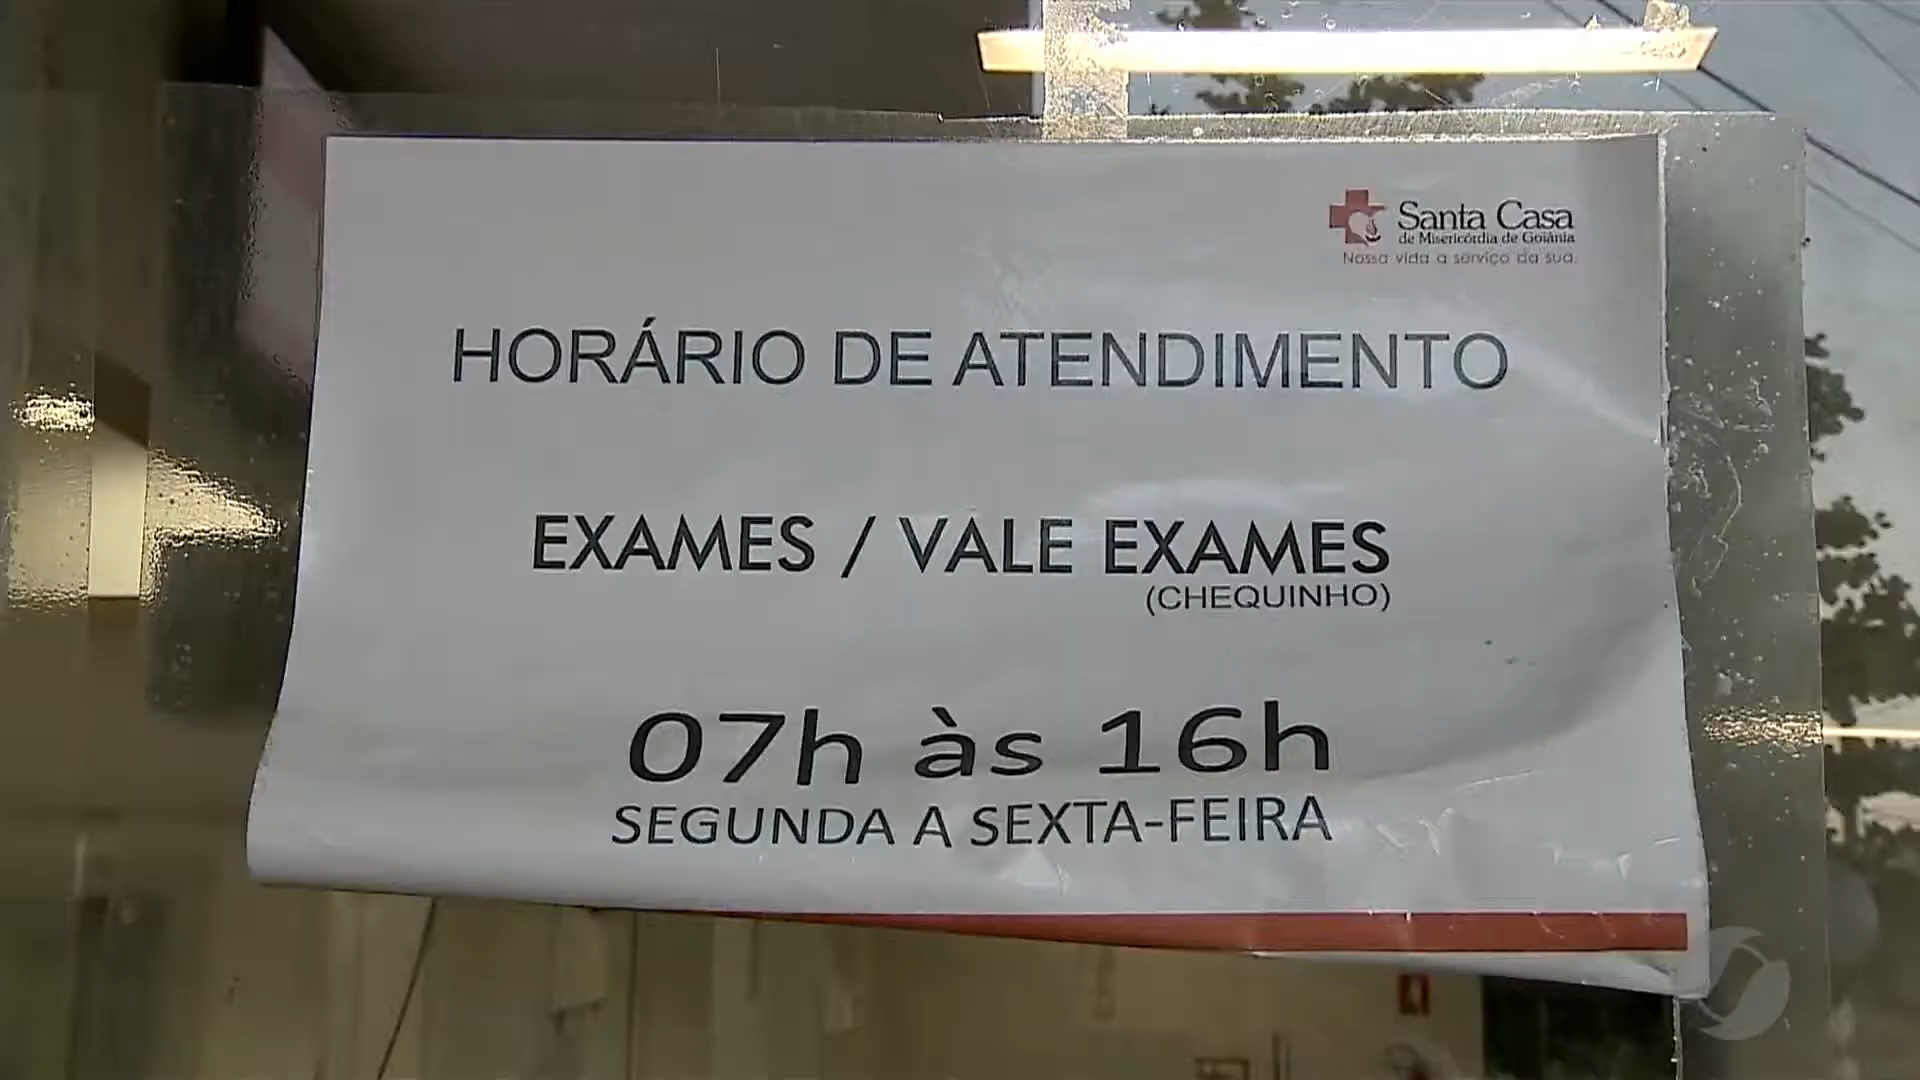 Santa Casa
de Misericórdia de Goiânia
Nossa vida a serviço da sua.
HORÁRIO DE ATENDIMENTO
EXAMES / VALE EXAMES
(CHEQUINHO)
07h às 16h
SEGUNDA A SEXTA-FEIRA